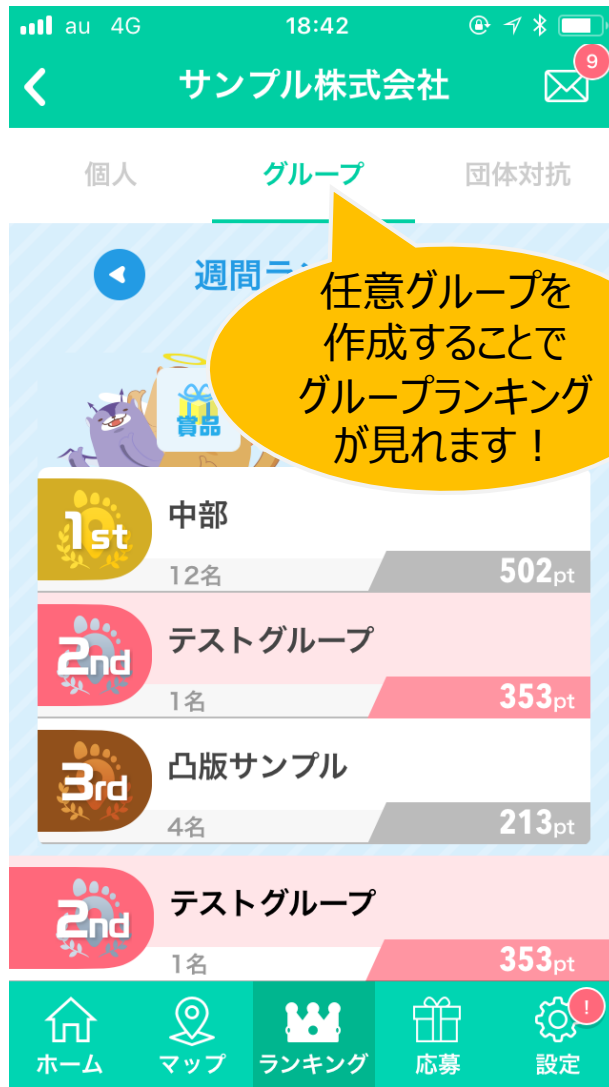 au 4G 18:42
9
サンプル株式会社
個人 グループ 団体対抗
週間ラン
任意グループを
作成することで
グループランキング
が見れます！
賞品
1st 中部
12名 502pt
2nd テストグループ
1名 353pt
3rd 凸版サンプル
4名 213pt
2nd テストグループ
1名 353pt
!
ホーム マップ ランキング 応募 設定